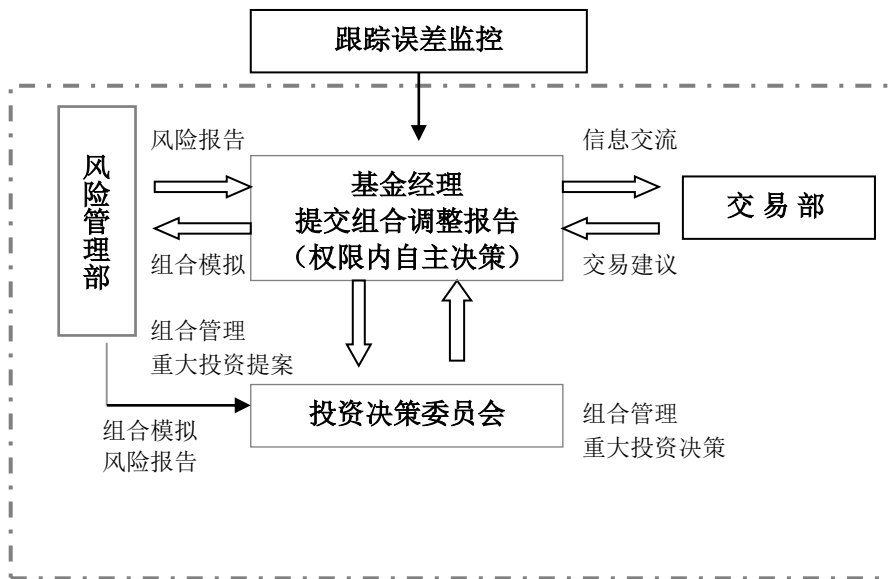 跟踪误差监控
风险管理部
风险报告
组合模拟
基金经理
提交组合调整报告
（权限内自主决策）
信息交流
交易建议
交易部
组合管理
重大投资提案
投资决策委员会
组合模拟
风险报告
组合管理
重大投资决策